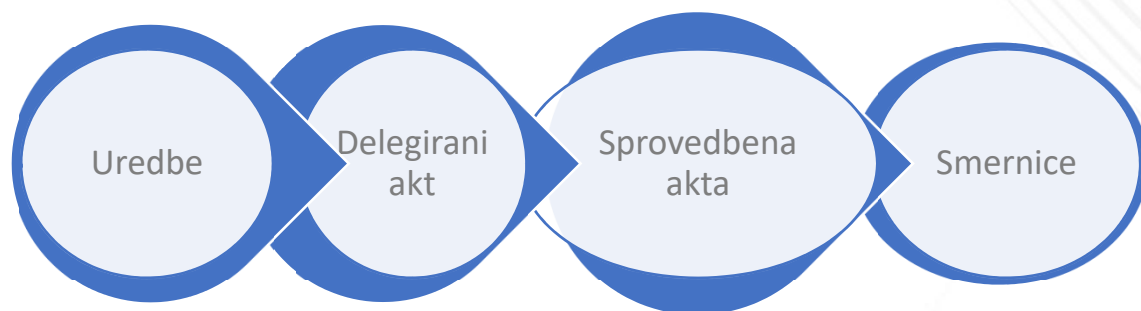 Uredbe
Delegirani
akt
Sprovedbena
akta
Smernice